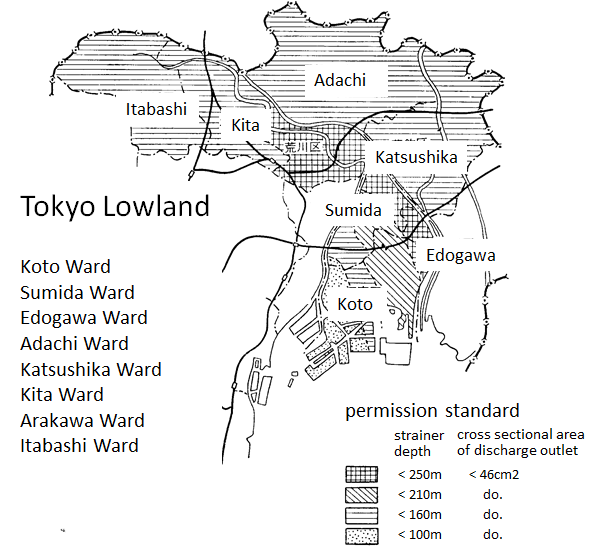 Adachi
Itabashi
Kita
荒川区
Katsushika
Tokyo Lowland
Sumida
Edogawa
Koto Ward
Sumida Ward
Edogawa Ward
Adachi Ward
Katsushika Ward
Kita Ward
Arakawa Ward
Itabashi Ward
Koto
permission standard
strainer depth
cross sectional area
of discharge outlet
< 250m < 46cm2
< 210m do.
< 160m do.
< 100m do.